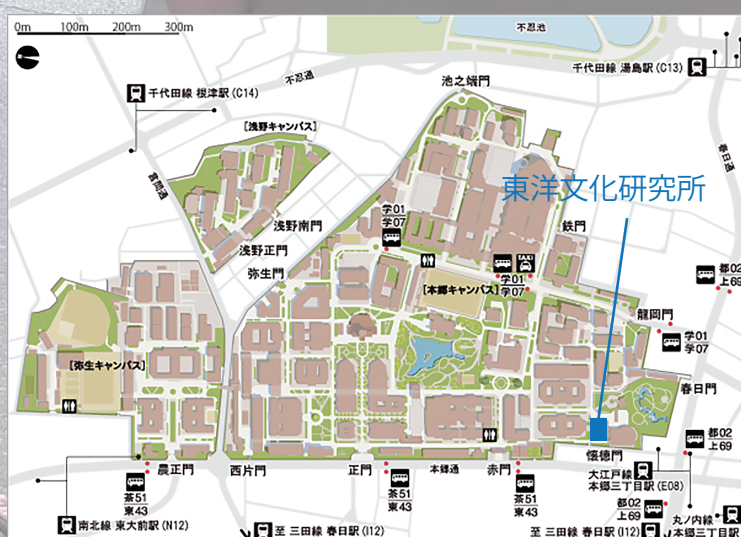 0m 100m 200m 300m
不忍池
千代田線 湯島駅 (C13)
不忍通
池之端門
千代田線 根津駅 (C14)
[浅野キャンパス]
春日通
言問通
東洋文化研究所
学01
学07
浅野南門
鉄門
浅野正門
弥生門
TAXI
都02
上69
学01
学07
[本郷キャンパス]
龍岡門
学01
学07
[弥生キャンパス]
春日門
都02
上69
懐徳門
農正門
西片門
正門
本郷通
赤門
大江戸線
本郷三丁目駅 (E08)
茶51
東43
茶51
東43
茶51
東43
都02
上69
丸ノ内線
本郷三丁目駅
南北線 東大前駅 (N12)
至 三田線 春日駅 (I12)
至 三田線 春日駅 (I12)